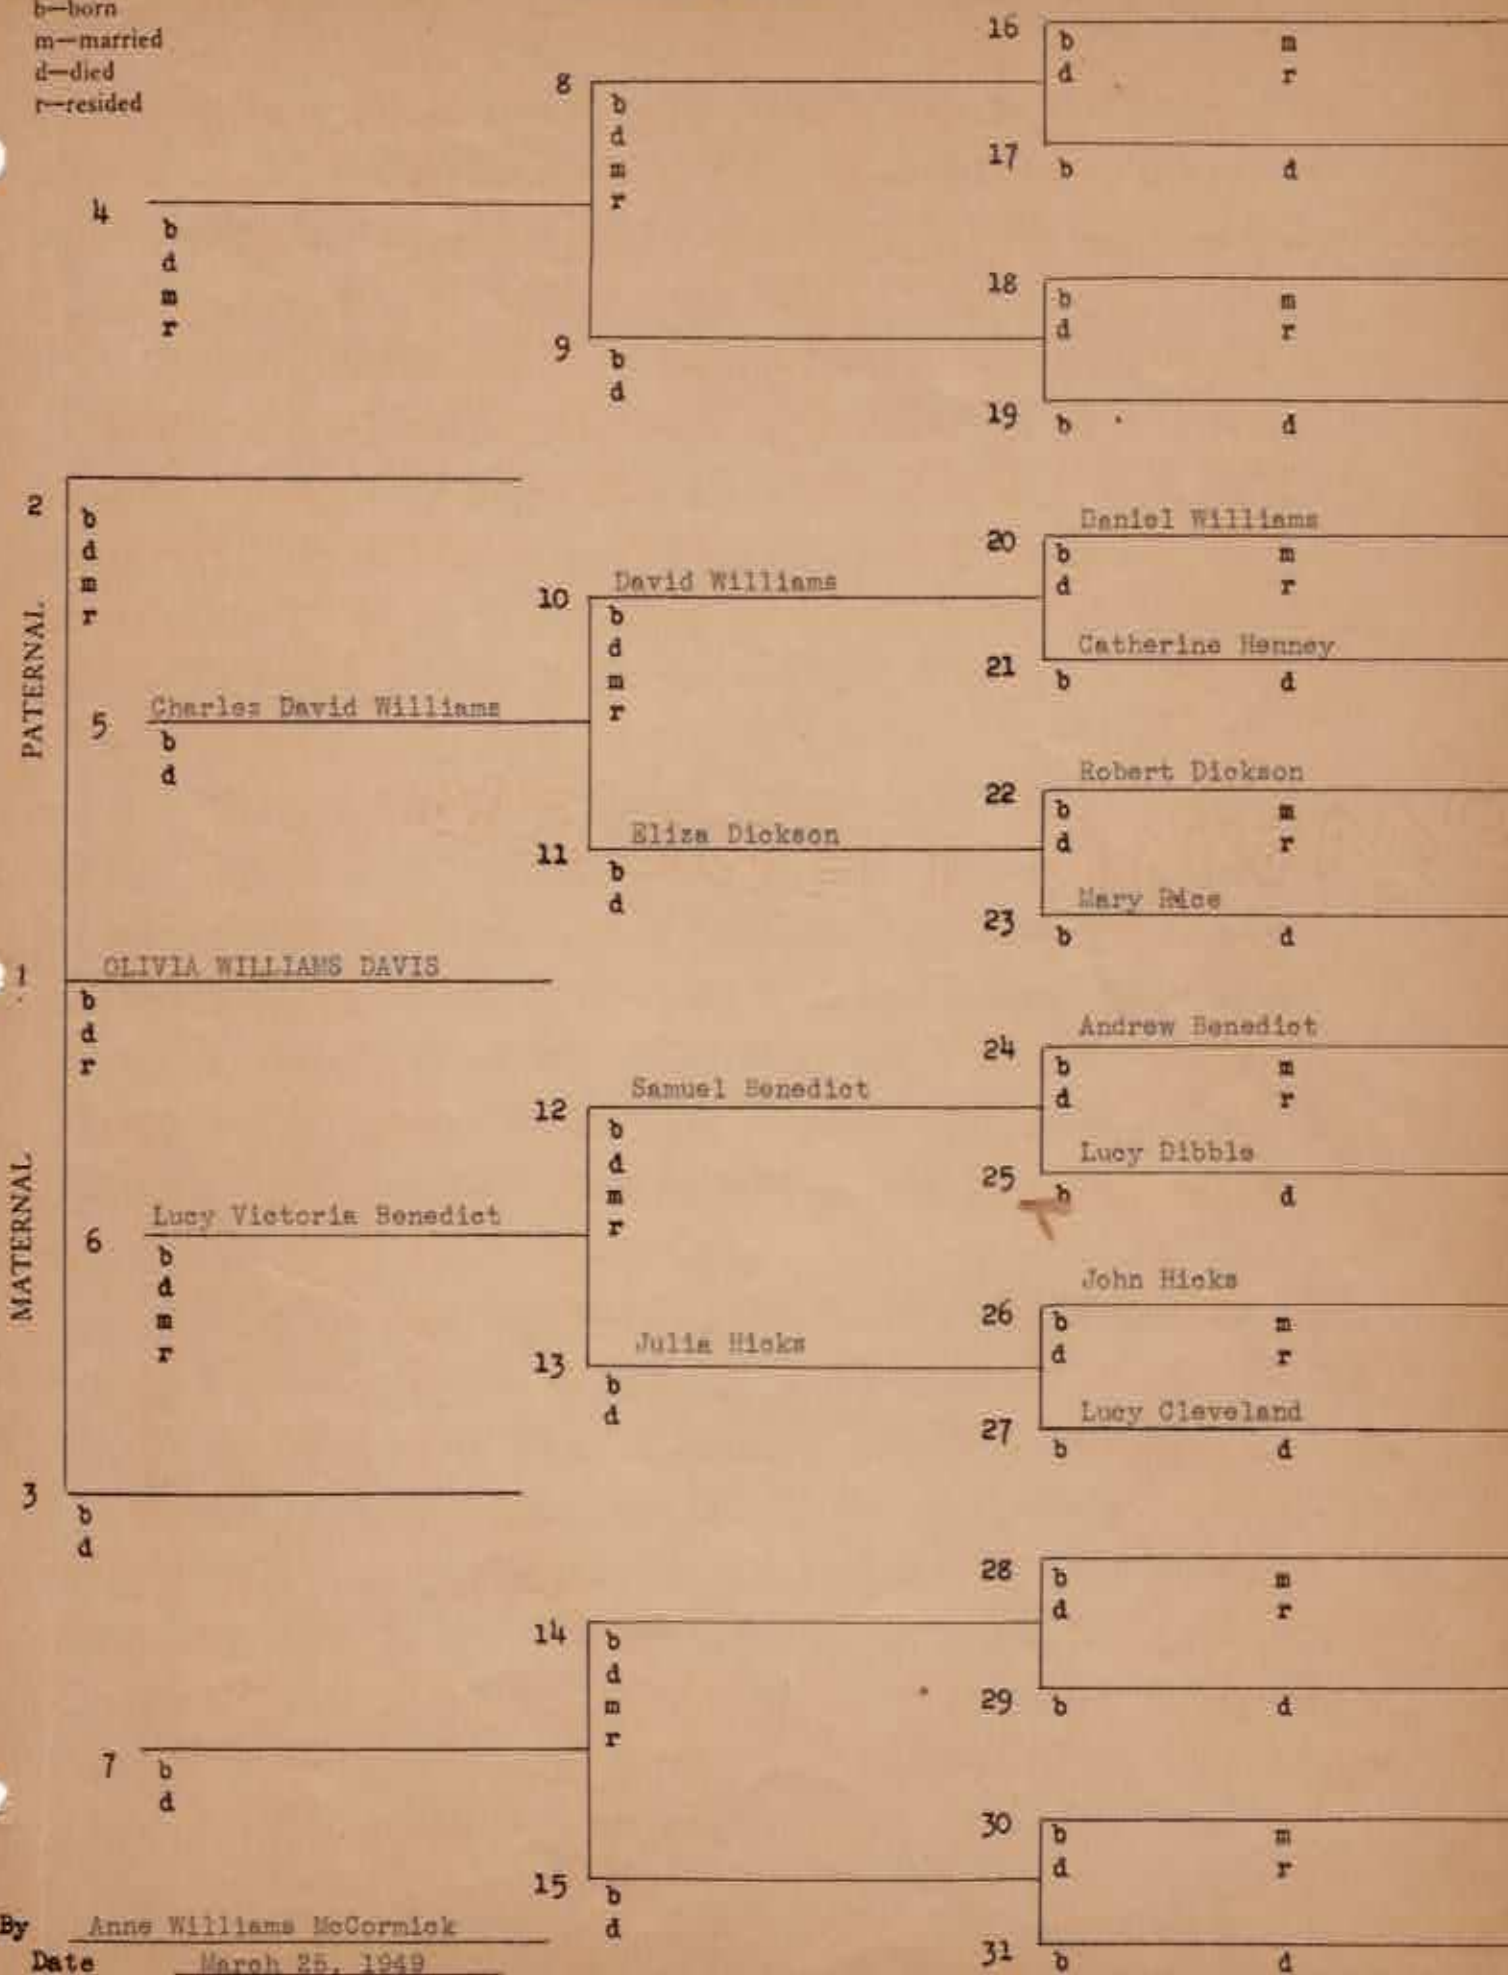 b—born
m—married
d—died
r—resided
16
b m
d r
8
b
d
m
r
17
b d
4
b
d
m
r
18
b m
d r
9
b
d
19
b d
2
b
d
m
r
PATERNAL
Daniel Williams
20
b m
d r
David Williams
10
b
d
m
r
Catherine Henney
21
b d
Charles David Williams
5
b
d
Robert Dickson
22
b m
d r
Eliza Dickson
11
b
d
Mary Rice
23
b d
OLIVIA WILLIAMS DAVIS
1
b
d
r
Andrew Benedict
24
b m
d r
Samuel Benedict
12
b
d
m
r
Lucy Dibble
25
b d
MATERNAL
Lucy Victoria Benedict
6
b
d
m
r
John Hicks
26
b m
d r
Julia Hicks
13
b
d
Lucy Cleveland
27
b d
3
b
d
28
b m
d r
14
b
d
m
r
29
b d
7
b
d
30
b m
d r
15
b
d
31
b d
By Anne Williams McCormick
Date March 25, 1949